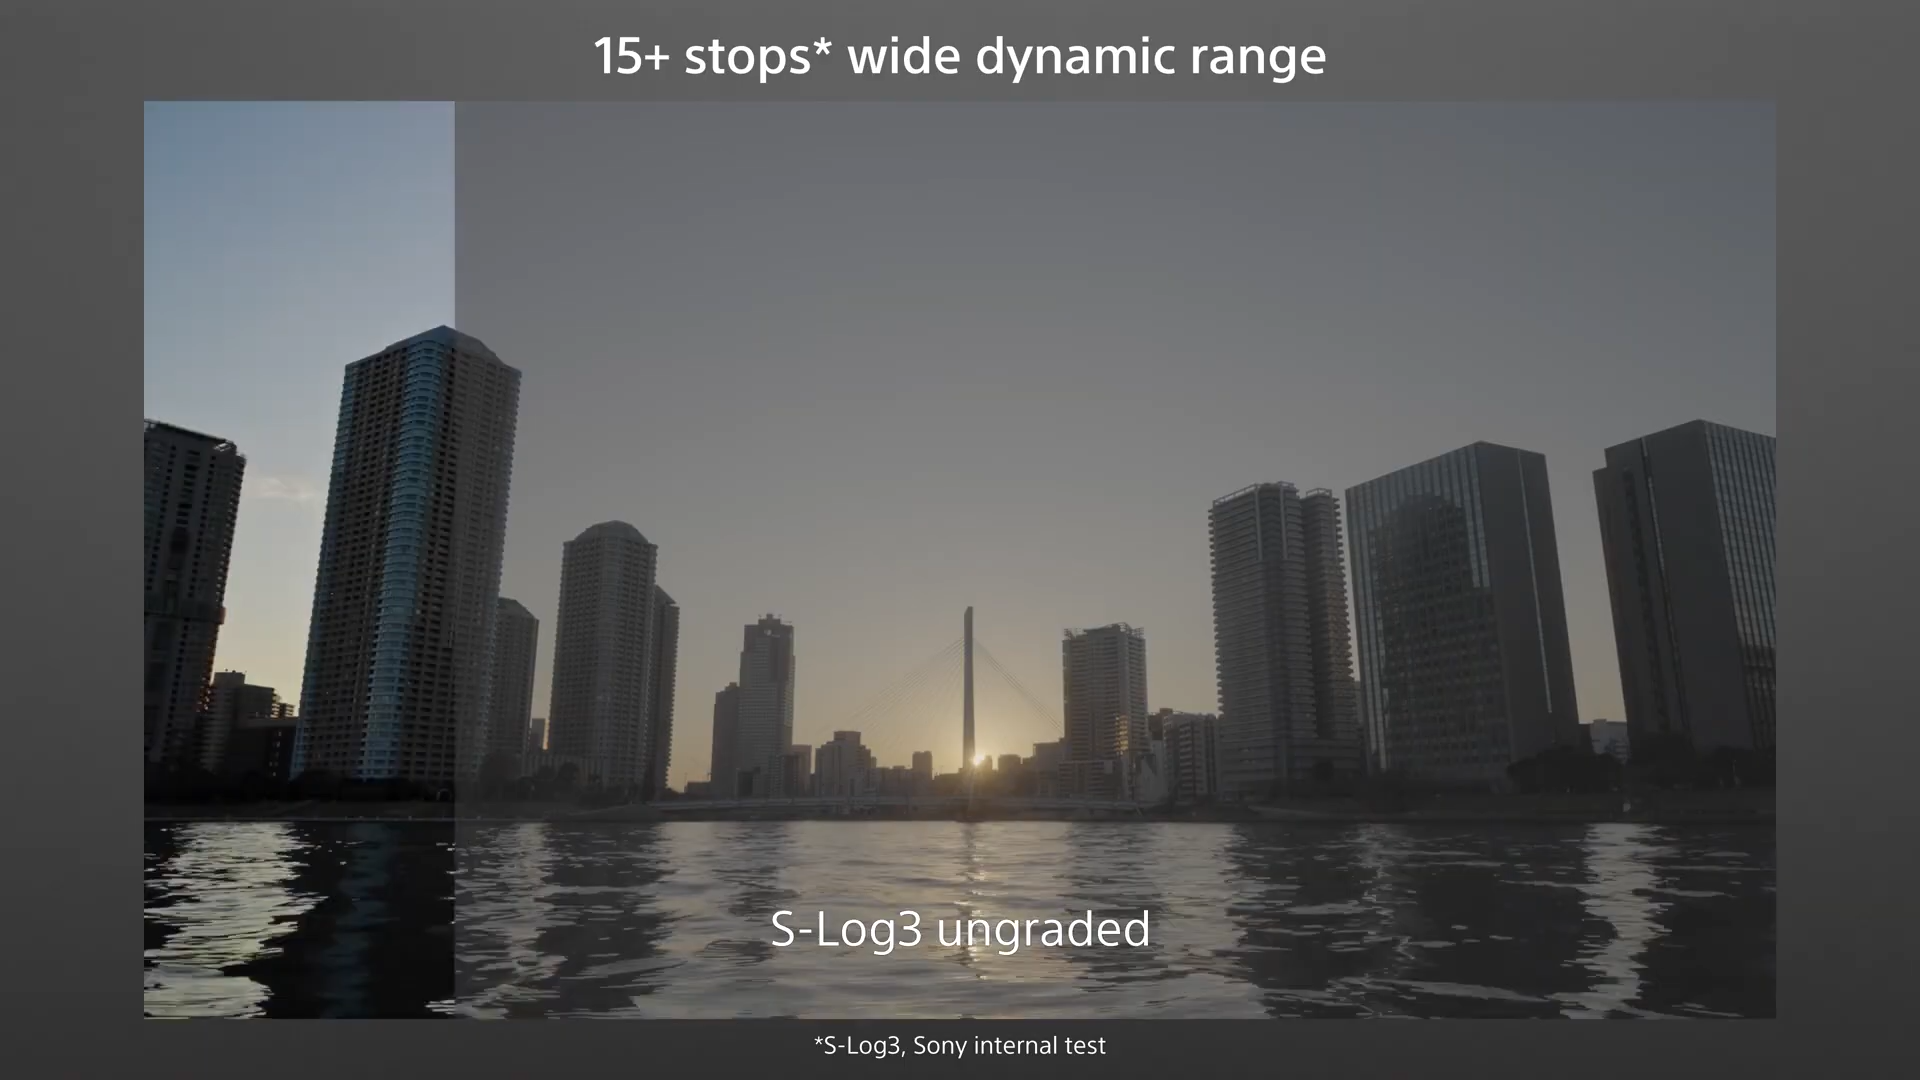 15+ stops* wide dynamic range
S-Log3 ungraded
*S-Log3, Sony internal test